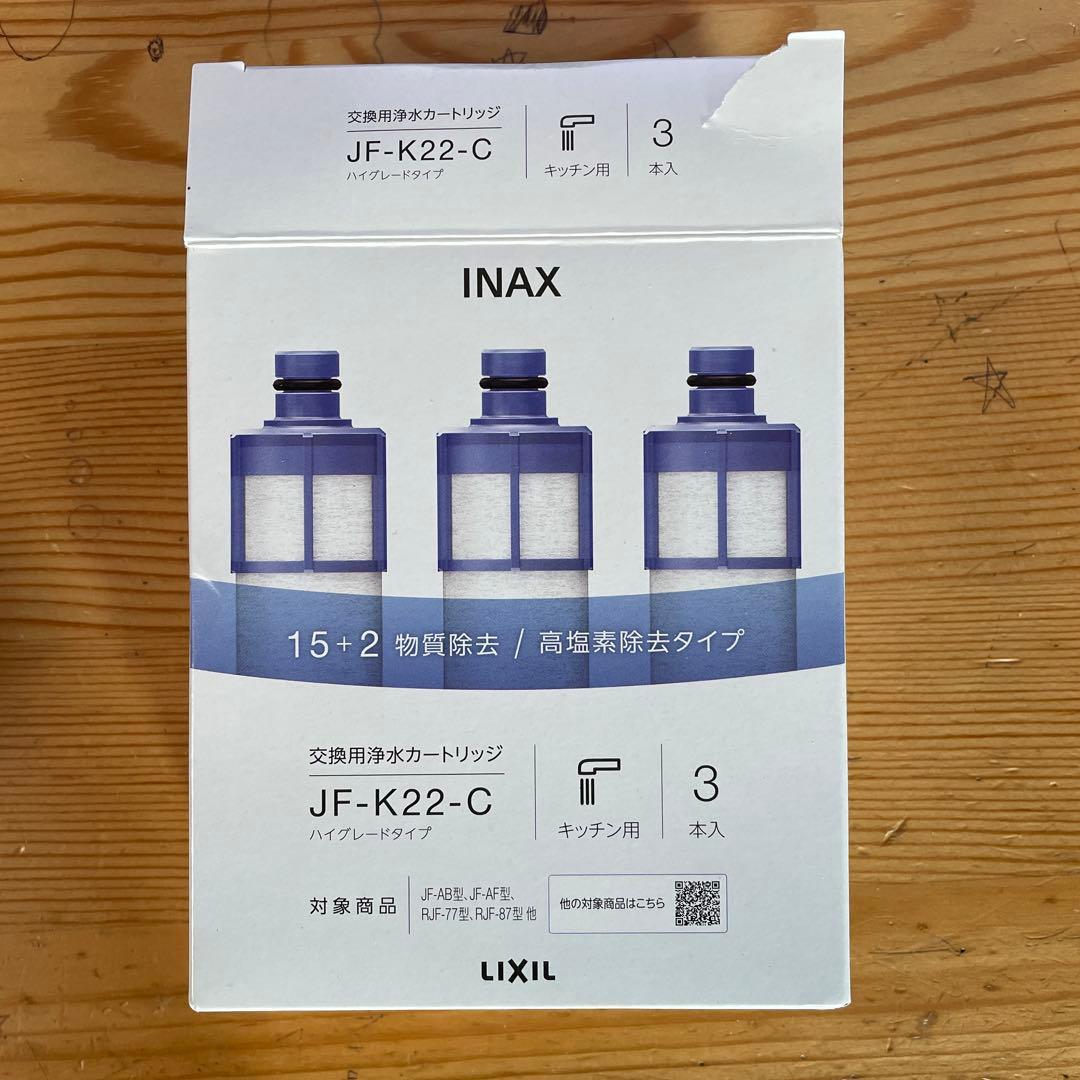 交換用浄水カートリッジ
JF-K22-C
ハイグレードタイプ
キッチン用
3
本入
INAX
15+2 物質除去 / 高塩素除去タイプ
交換用浄水カートリッジ
JF-K22-C
ハイグレードタイプ
キッチン用
3
本入
対象商品
JF-AB型、JF-AF型、
RJF-77型、RJF-87型 他
他の対象商品はこちら
LIXIL